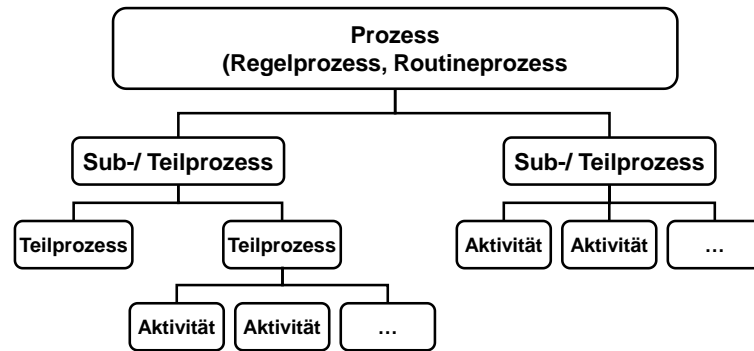 Prozess
(Regelprozess, Routineprozess
Sub-/ Teilprozess
Sub-/ Teilprozess
Teilprozess
Teilprozess
Aktivität
Aktivität
...
Aktivität
Aktivität
...